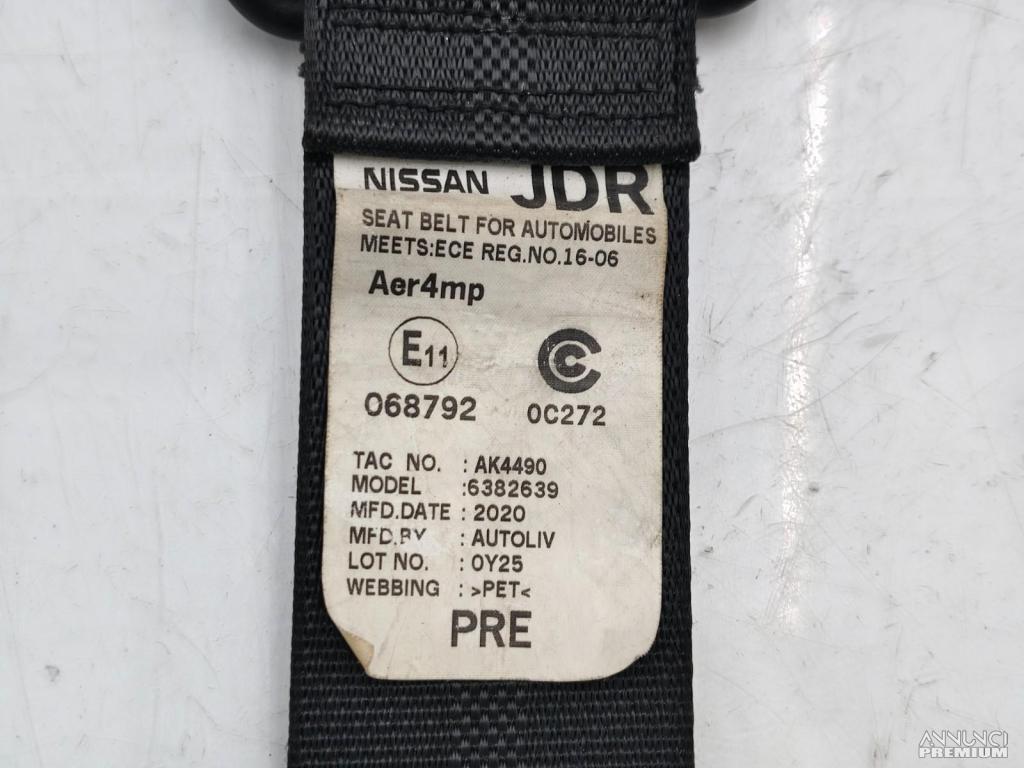 NISSAN JDR
SEAT BELT FOR AUTOMOBILES
MEETS:ECE REG.NO.16-06
Aer4mp
E11
C
068792
0C272
TAC NO. : AK4490
MODEL :6382639
MFD.DATE : 2020
MFD.BY : AUTOLIV
LOT NO. : 0Y25
WEBBING : >PET<
PRE
ANNUNCI
PREMIUM